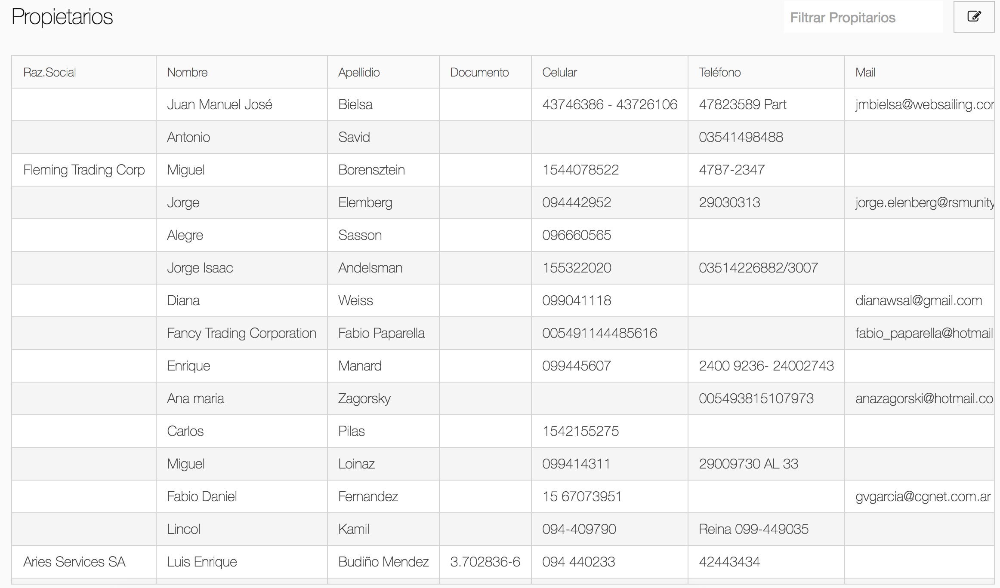 Propietarios
Filtrar Propitarios
Raz.Social Nombre Apellidio Documento Celular Teléfono Mail
Juan Manuel José Bielsa 43746386 - 43726106 47823589 Part jmbielsa@websailing.cor
Antonio Savid 03541498488
Fleming Trading Corp Miguel Borensztein 1544078522 4787-2347
Jorge Elemberg 094442952 29030313 jorge.elenberg@rsmunity
Alegre Sasson 096660565
Jorge Isaac Andelsman 155322020 03514226882/3007
Diana Weiss 099041118 dianawsal@gmail.com
Fancy Trading Corporation Fabio Paparella 005491144485616 fabio_paparella@hotmail
Enrique Manard 099445607 2400 9236- 24002743
Ana maria Zagorsky 005493815107973 anazagorski@hotmail.co
Carlos Pilas 1542155275
Miguel Loinaz 099414311 29009730 AL 33
Fabio Daniel Fernandez 15 67073951 gvgarcia@cgnet.com.ar
Lincol Kamil 094-409790 Reina 099-449035
Aries Services SA Luis Enrique Budiño Mendez 3.702836-6 094 440233 42443434